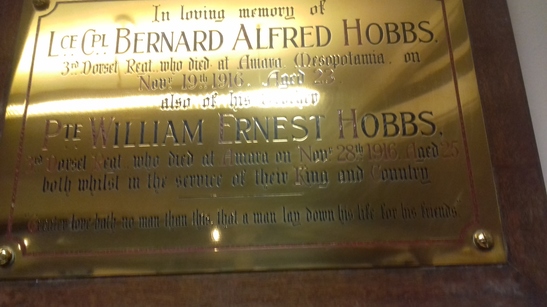 In loving memory of
Lce Cpl BERNARD ALFRED HOBBS.
3rd Dorset Regt. who died at Amara, Mesopotamia, on
Novr 19th 1916. Aged 23
also of his brother
Pte WILLIAM ERNEST HOBBS.
3rd Dorset Regt who died at Amara on Novr 28th 1916. Aged 25
both whilst in the service of their King and Country
Greater love hath no man than this, that a man lay down his life for his friends